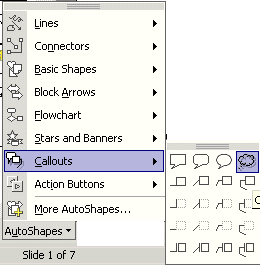 Lines
Connectors
Basic Shapes
Block Arrows
Flowchart
Stars and Banners
Callouts
Action Buttons
More AutoShapes...
AutoShapes
Slide 1 of 7